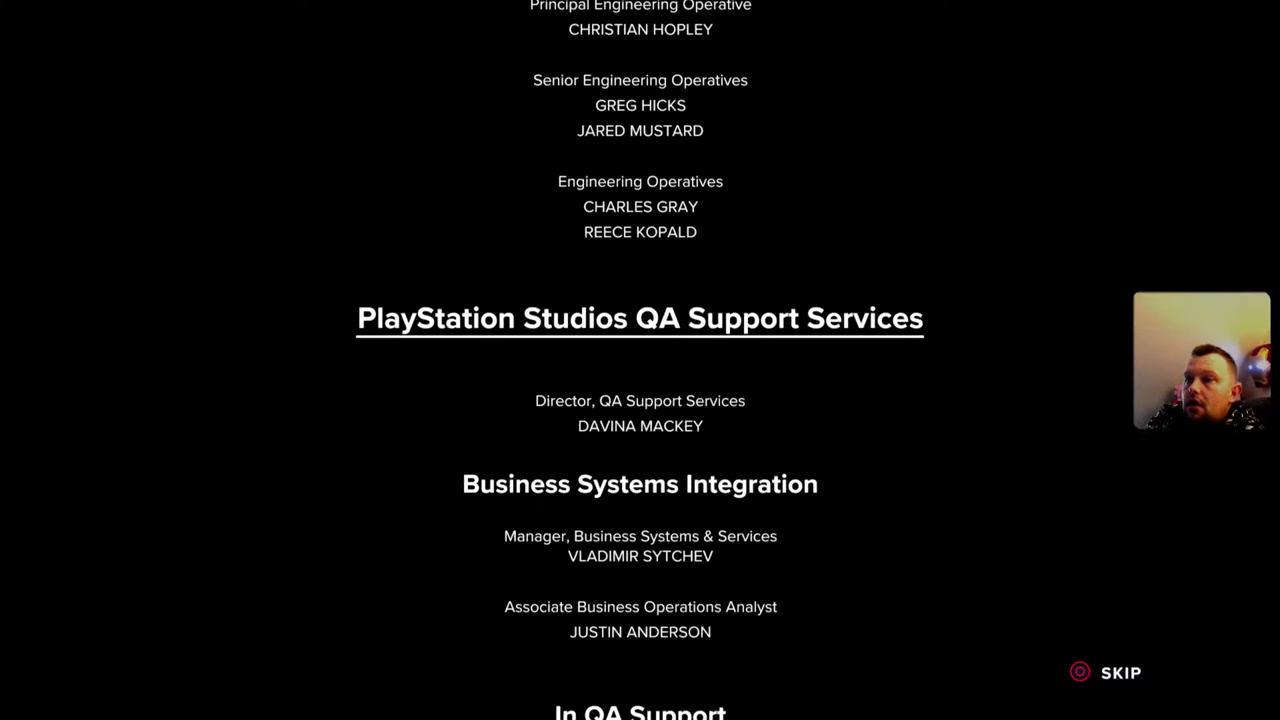 Principal Engineering Operative
CHRISTIAN HOPLEY
Senior Engineering Operatives
GREG HICKS
JARED MUSTARD
Engineering Operatives
CHARLES GRAY
REECE KOPALD
PlayStation Studios QA Support Services
Director, QA Support Services
DAVINA MACKEY
Business Systems Integration
Manager, Business Systems & Services
VLADIMIR SYTCHEV
Associate Business Operations Analyst
JUSTIN ANDERSON
SKIP
In QA Support